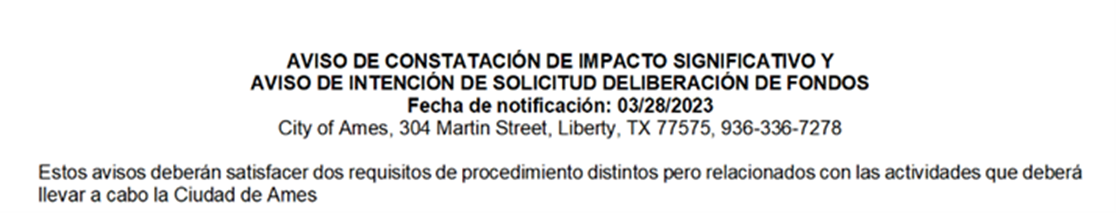 AVISO DE CONSTATACIÓN DE IMPACTO SIGNIFICATIVO Y
AVISO DE INTENCIÓN DE SOLICITUD DELIBERACIÓN DE FONDOS
Fecha de notificación: 03/28/2023
City of Ames, 304 Martin Street, Liberty, TX 77575, 936-336-7278
Estos avisos deberán satisfacer dos requisitos de procedimiento distintos pero relacionados con las actividades que deberá
llevar a cabo la Ciudad de Ames